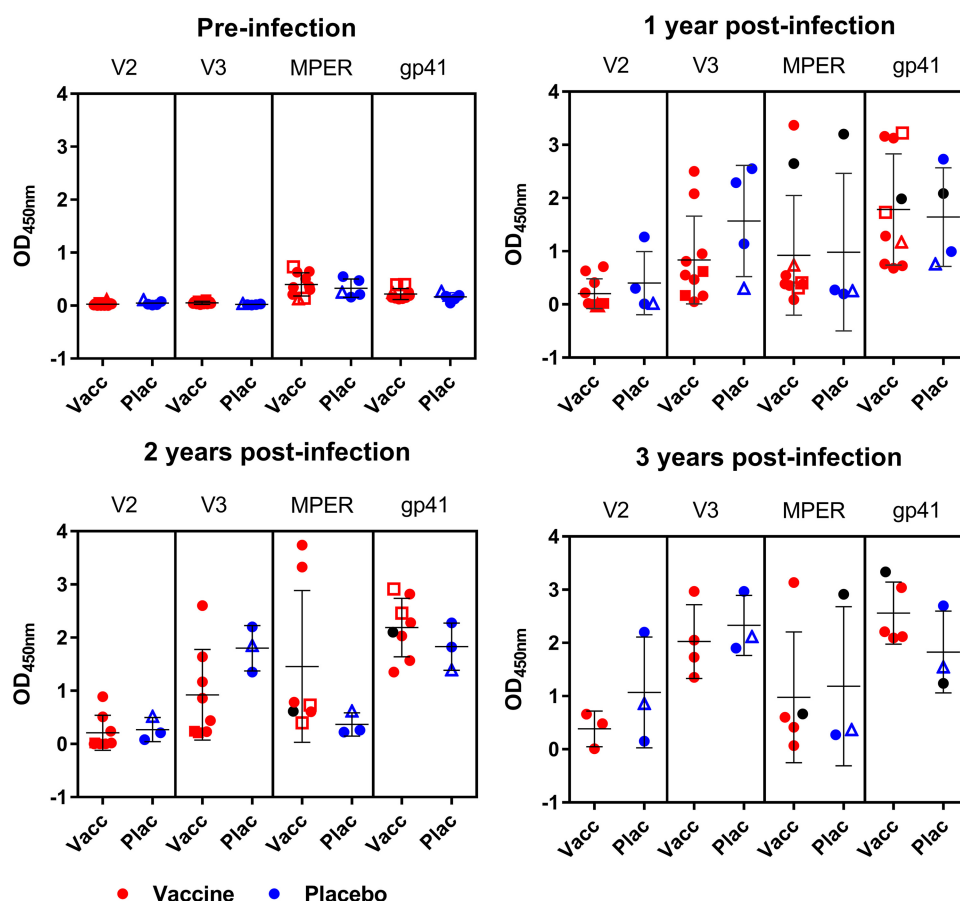 Pre-infection
V2 V3 MPER gp41
4
3
2
1
0
-1
OD450nm
Vacc Plac Vacc Plac Vacc Plac Vacc Plac
1 year post-infection
V2 V3 MPER gp41
4
3
2
1
0
-1
OD450nm
Vacc Plac Vacc Plac Vacc Plac Vacc Plac
2 years post-infection
V2 V3 MPER gp41
4
3
2
1
0
-1
OD450nm
Vacc Plac Vacc Plac Vacc Plac Vacc Plac
3 years post-infection
V2 V3 MPER gp41
4
3
2
1
0
-1
OD450nm
Vacc Plac Vacc Plac Vacc Plac Vacc Plac
Vaccine Placebo